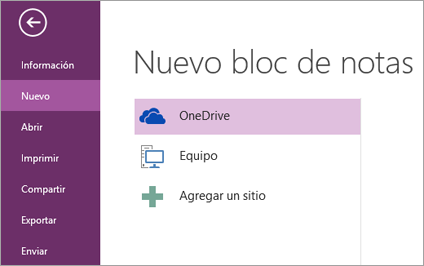 Información
Nuevo
Abrir
Imprimir
Compartir
Exportar
Enviar
Nuevo bloc de notas
OneDrive
Equipo
Agregar un sitio